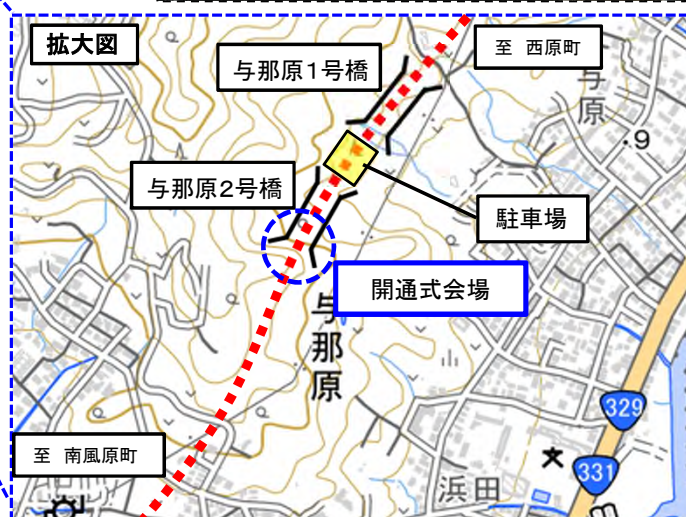 拡大図
至 西原町
与那原1号橋
与原
・9
与那原2号橋
駐車場
開通式会場
与那原
329
至 南風原町
331
浜田